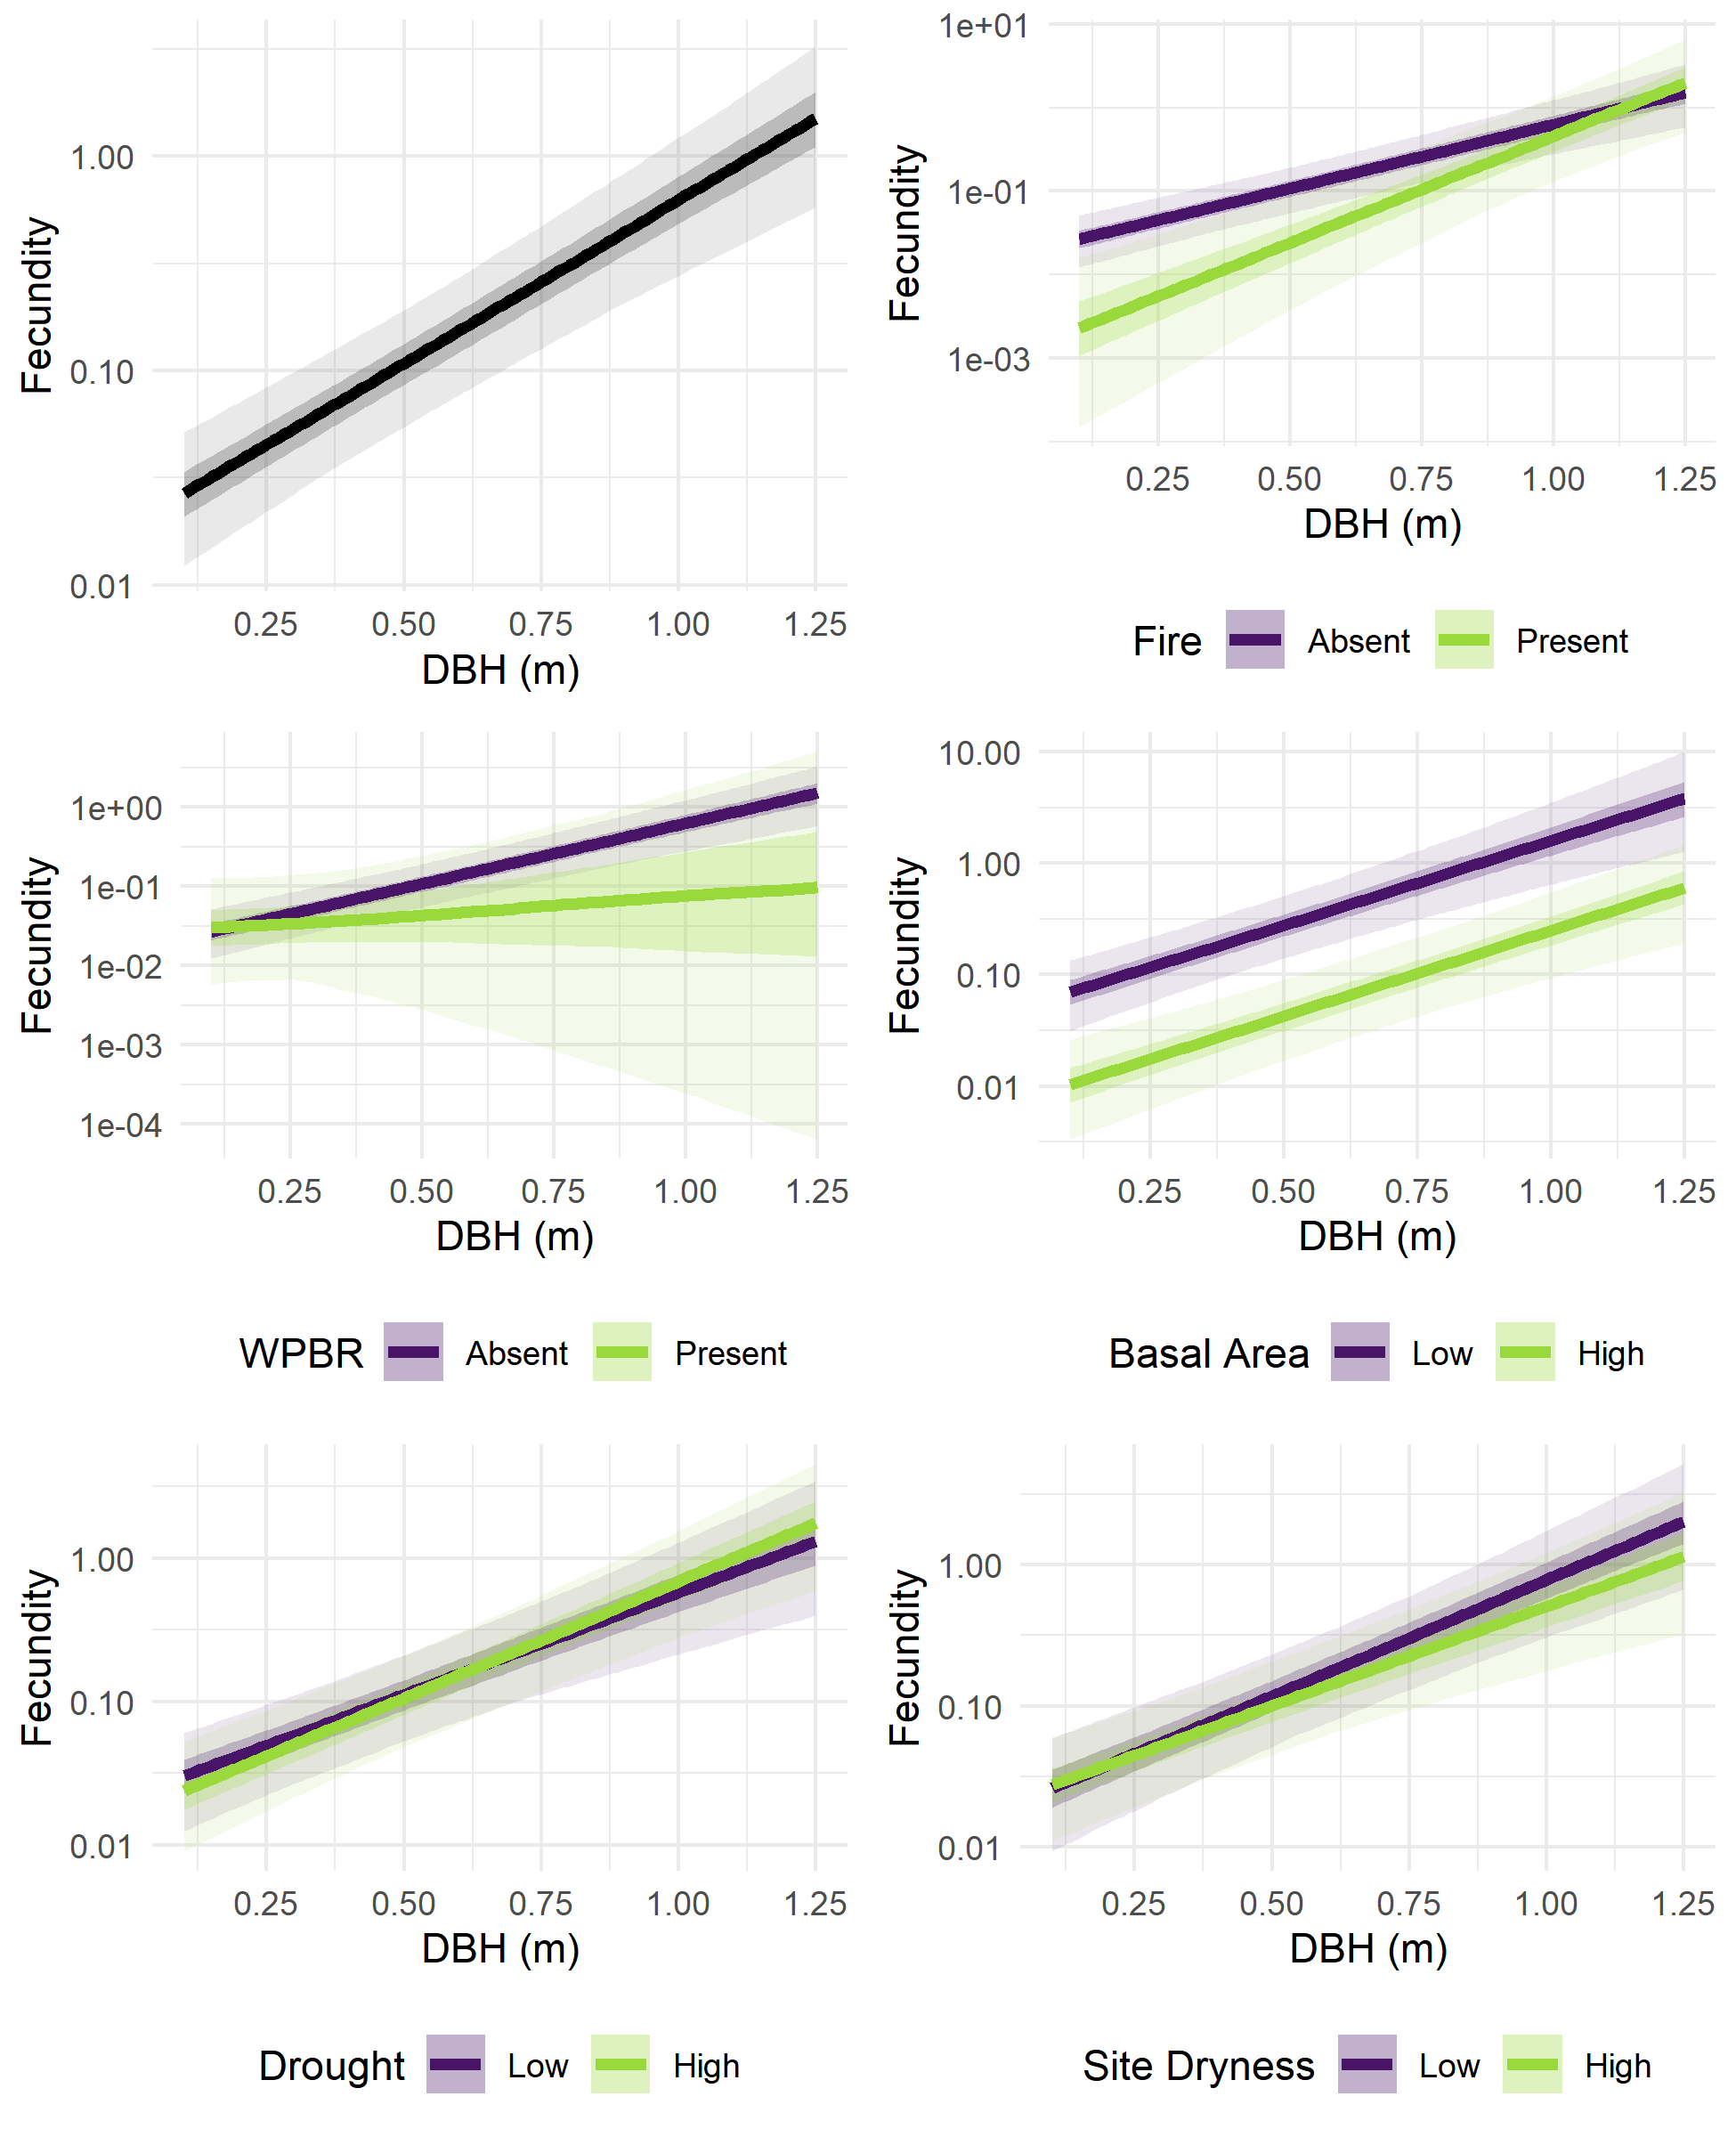 Fecundity
1.00
0.10
0.01
0.25 0.50 0.75 1.00 1.25
DBH (m)
Fecundity
1e+01
1e-01
1e-03
0.25 0.50 0.75 1.00 1.25
DBH (m)
Fire Absent Present
Fecundity
1e+00
1e-01
1e-02
1e-03
1e-04
0.25 0.50 0.75 1.00 1.25
DBH (m)
WPBR Absent Present
Fecundity
10.00
1.00
0.10
0.01
0.25 0.50 0.75 1.00 1.25
DBH (m)
Basal Area Low High
Fecundity
1.00
0.10
0.01
0.25 0.50 0.75 1.00 1.25
DBH (m)
Drought Low High
Fecundity
1.00
0.10
0.01
0.25 0.50 0.75 1.00 1.25
DBH (m)
Site Dryness Low High